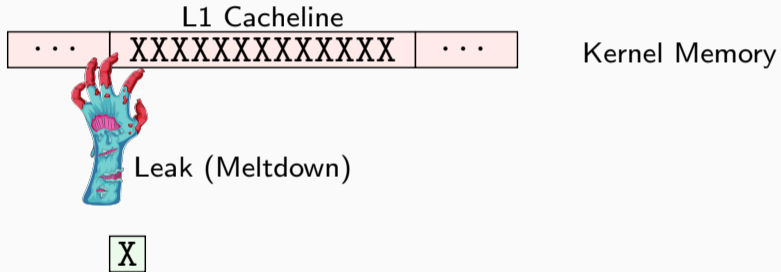 L1 Cacheline
··· XXXXXXXXXXXXX ··· Kernel Memory
Leak (Meltdown)
X